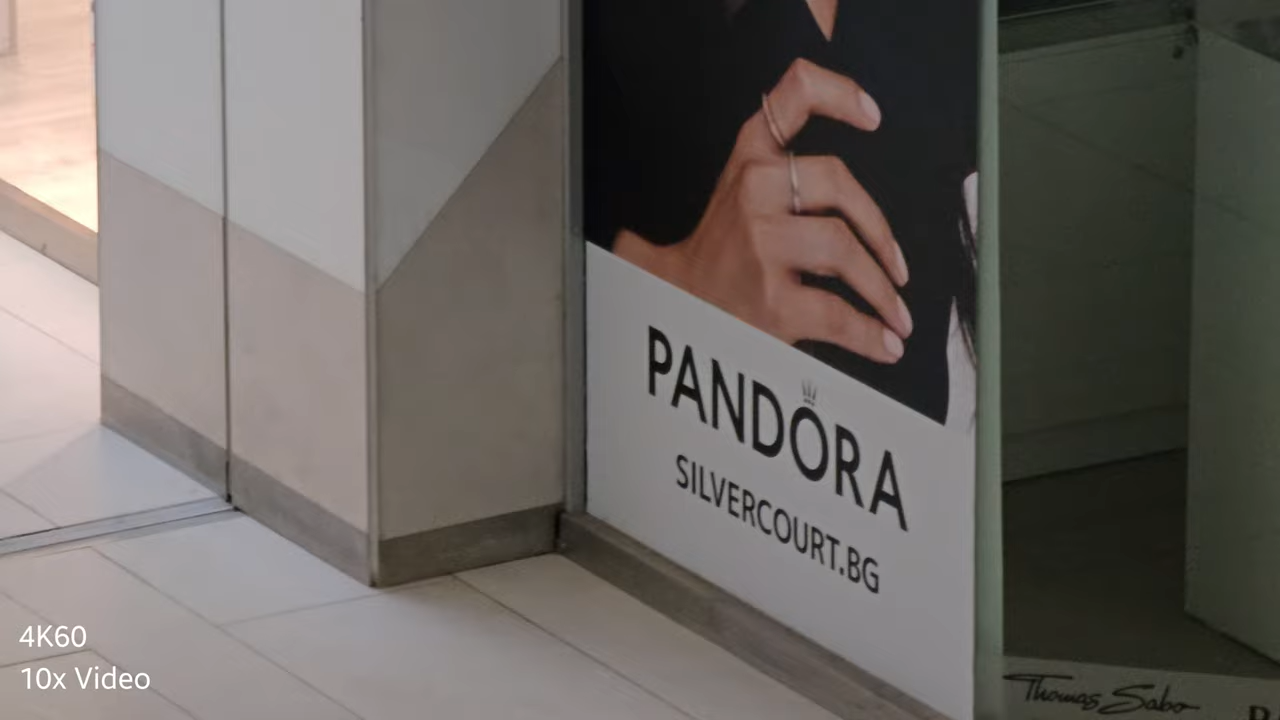 PANDORA
SILVERCOURT.BG
Thomas Sabo
4K60
10x Video